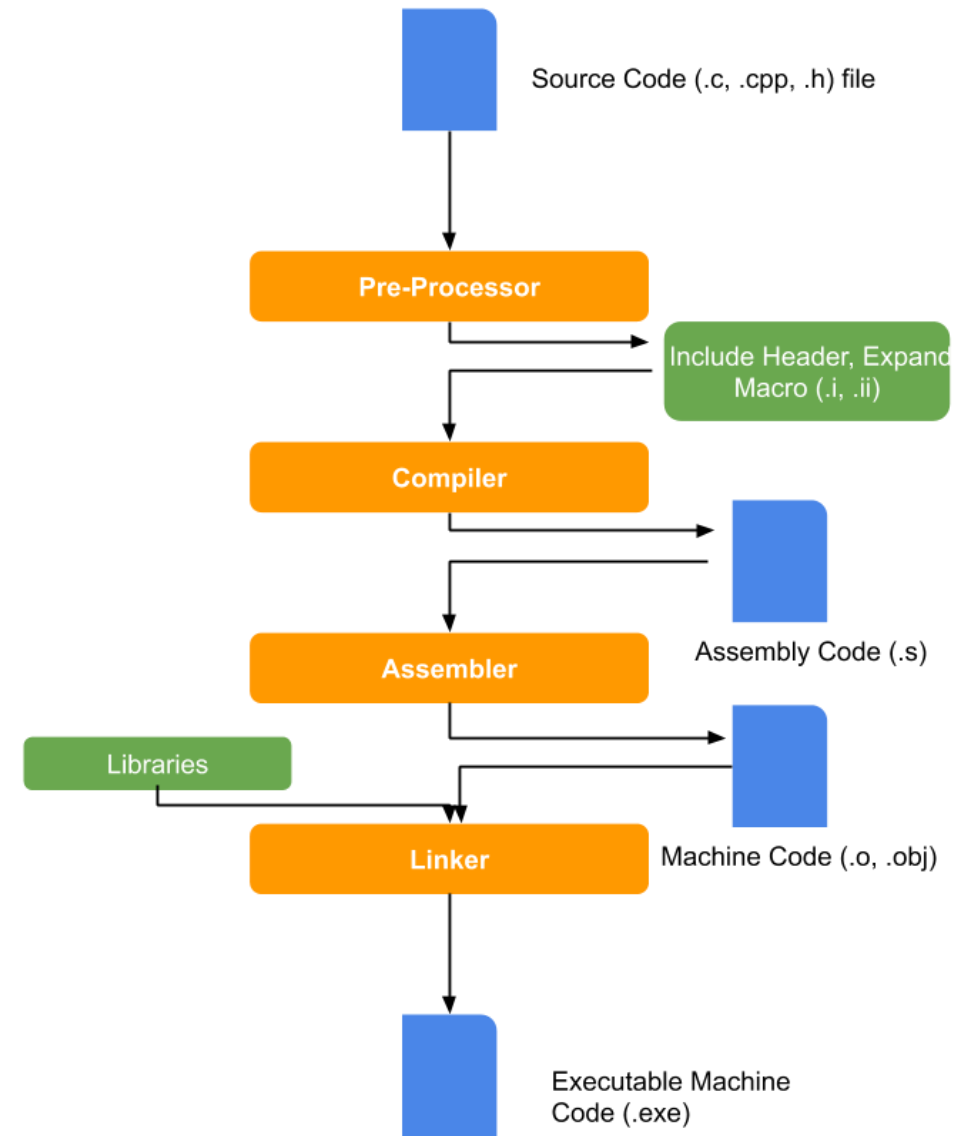 Source Code (.c, .cpp, .h) file
Pre-Processor
Include Header, Expand
Macro (.i, .ii)
Compiler
Assembly Code (.s)
Assembler
Libraries
Machine Code (.o, .obj)
Linker
Executable Machine
Code (.exe)